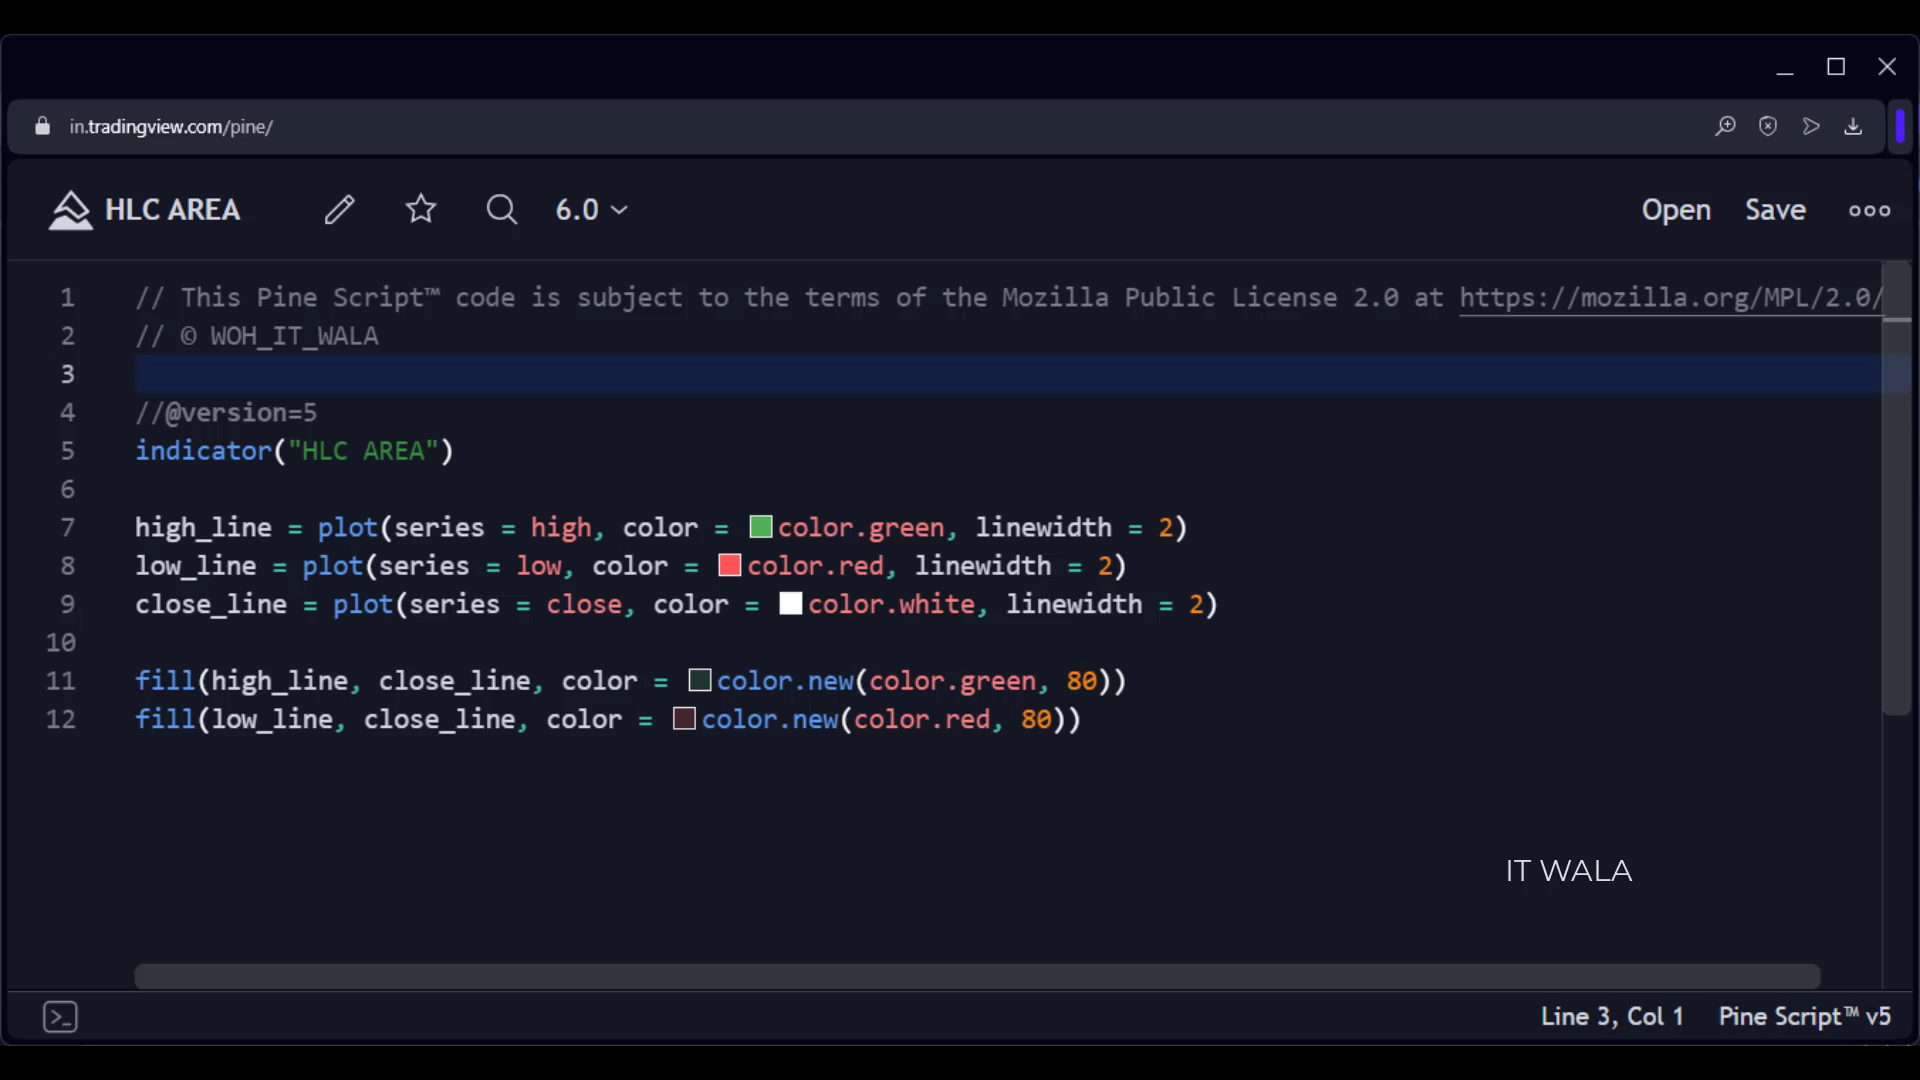 in.tradingview.com/pine/
HLC AREA 6.0 Open Save
1 // This Pine Script™ code is subject to the terms of the Mozilla Public License 2.0 at https://mozilla.org/MPL/2.0/
2 // © WOH_IT_WALA
3
4 //@version=5
5 indicator("HLC AREA")
6
7 high_line = plot(series = high, color = color.green, linewidth = 2)
8 low_line = plot(series = low, color = color.red, linewidth = 2)
9 close_line = plot(series = close, color = color.white, linewidth = 2)
10
11 fill(high_line, close_line, color = color.new(color.green, 80))
12 fill(low_line, close_line, color = color.new(color.red, 80))
IT WALA
Line 3, Col 1 Pine Script™ v5